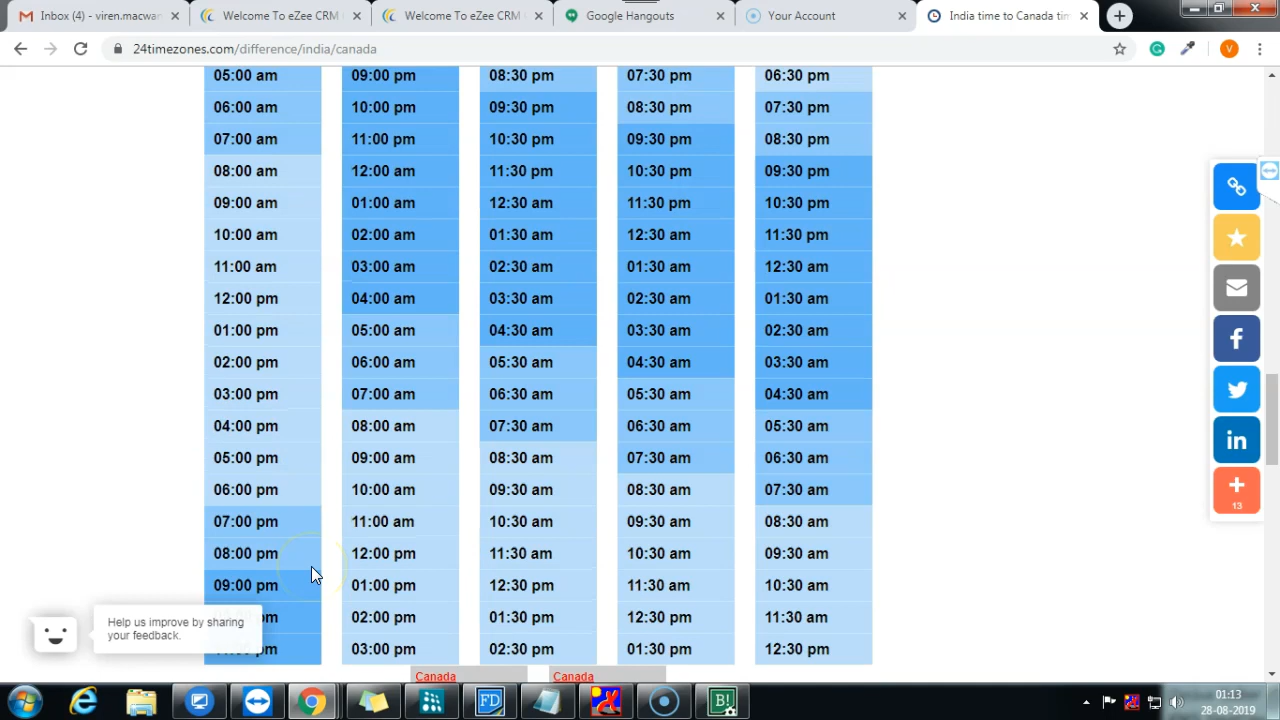 Inbox (4) - viren.macwa
Welcome To eZee CRM
Welcome To eZee CRM
Google Hangouts
Your Account
India time to Canada tim
24timezones.com/difference/india/canada
V
05:00 am 09:00 pm 08:30 pm 07:30 pm 06:30 pm
06:00 am 10:00 pm 09:30 pm 08:30 pm 07:30 pm
07:00 am 11:00 pm 10:30 pm 09:30 pm 08:30 pm
08:00 am 12:00 am 11:30 pm 10:30 pm 09:30 pm
09:00 am 01:00 am 12:30 am 11:30 pm 10:30 pm
10:00 am 02:00 am 01:30 am 12:30 am 11:30 pm
11:00 am 03:00 am 02:30 am 01:30 am 12:30 am
12:00 pm 04:00 am 03:30 am 02:30 am 01:30 am
01:00 pm 05:00 am 04:30 am 03:30 am 02:30 am
02:00 pm 06:00 am 05:30 am 04:30 am 03:30 am
03:00 pm 07:00 am 06:30 am 05:30 am 04:30 am
04:00 pm 08:00 am 07:30 am 06:30 am 05:30 am
05:00 pm 09:00 am 08:30 am 07:30 am 06:30 am
06:00 pm 10:00 am 09:30 am 08:30 am 07:30 am
07:00 pm 11:00 am 10:30 am 09:30 am 08:30 am
08:00 pm 12:00 pm 11:30 am 10:30 am 09:30 am
09:00 pm 01:00 pm 12:30 pm 11:30 am 10:30 am
pm 02:00 pm 01:30 pm 12:30 pm 11:30 am
pm 03:00 pm 02:30 pm 01:30 pm 12:30 pm
Help us improve by sharing
your feedback.
13
Canada Canada
FD
B!
01:13
28-08-2019